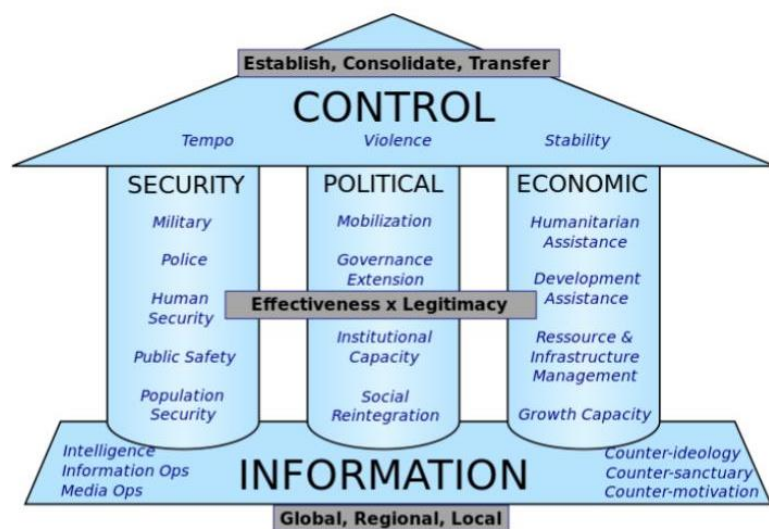 Establish, Consolidate, Transfer
CONTROL
Tempo
Violence
Stability
SECURITY
Military
Police
Human
Security
Public Safety
Population
Security
POLITICAL
Mobilization
Governance
Extension
Institutional
Capacity
Social
Reintegration
ECONOMIC
Humanitarian
Assistance
Development
Assistance
Ressource &
Infrastructure
Management
Growth Capacity
Effectiveness x Legitimacy
Intelligence
Information Ops
Media Ops
INFORMATION
Counter-ideology
Counter-sanctuary
Counter-motivation
Global, Regional, Local